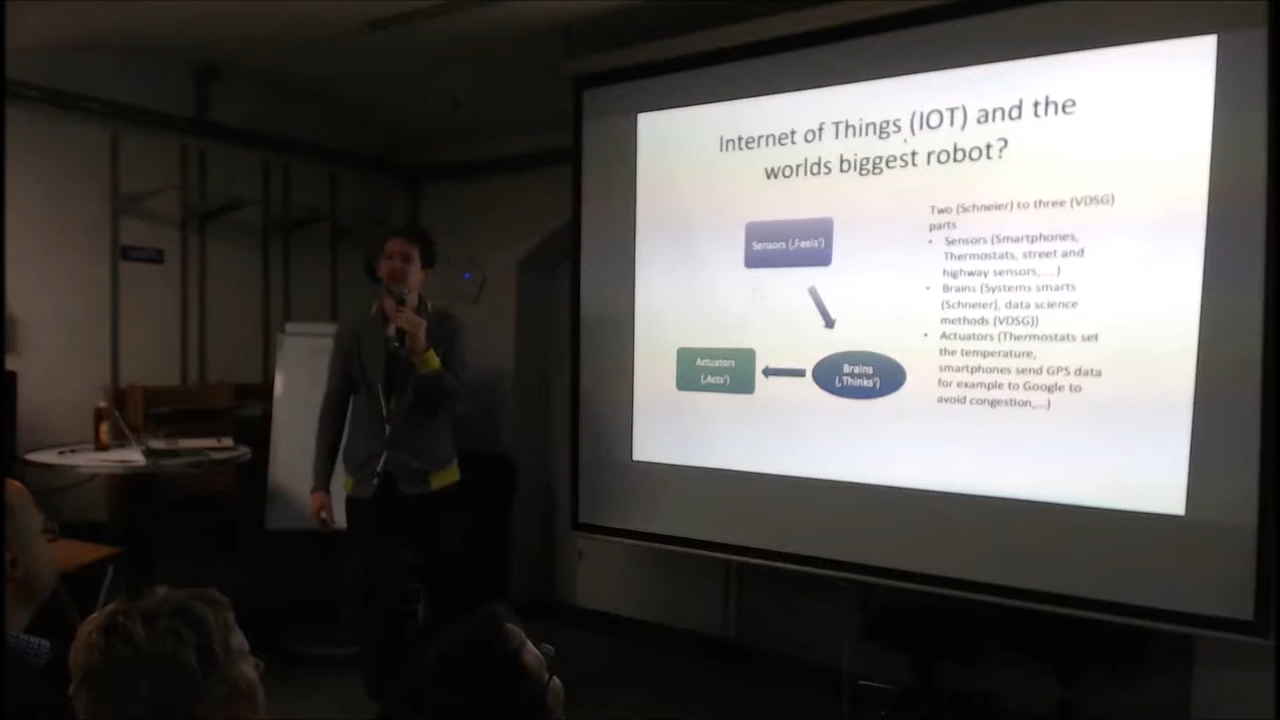 Internet of Things (IOT) and the
worlds biggest robot?
Sensors (‚Feels')
Actuators
(‚Acts')
Brains
(‚Thinks')
Two (Schneier) to three (VDSG)
parts
• Sensors (Smartphones,
Thermostats, street and
highway sensors,....)
• Brains (Systems smarts
(Schneier), data science
methods (VDSG))
• Actuators (Thermostats set
the temperature,
smartphones send GPS data
for example to Google to
avoid congestion,...)